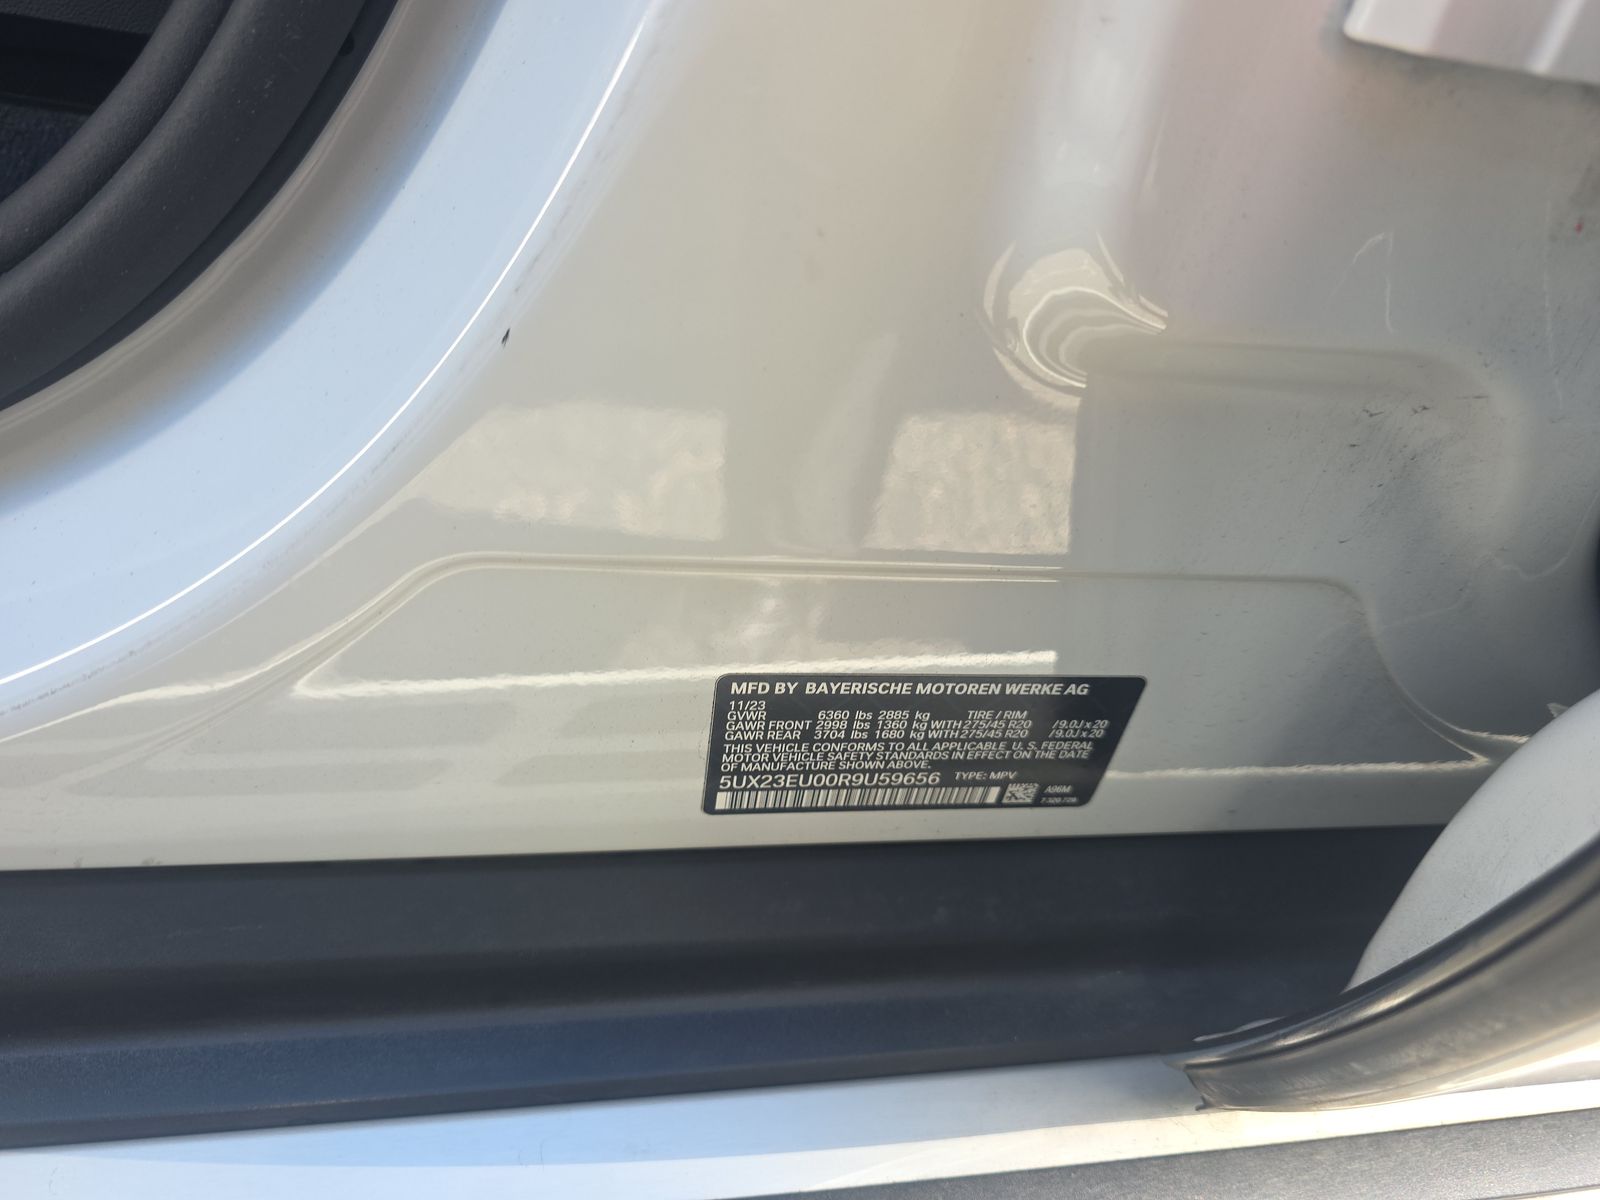 MFD BY BAYERISCHE MOTOREN WERKE AG
11/23
GVWR 6360 lbs 2885 kg TIRE / RIM
GAWR FRONT 2998 lbs 1360 kg WITH 275/45 R20 /9.0J x 20
GAWR REAR 3704 lbs 1680 kg WITH 275/45 R20 /9.0J x 20
THIS VEHICLE CONFORMS TO ALL APPLICABLE U. S. FEDERAL
MOTOR VEHICLE SAFETY STANDARDS IN EFFECT ON THE DATE
OF MANUFACTURE SHOWN ABOVE.
5UX23EU00R9U59656 TYPE: MPV
A96M